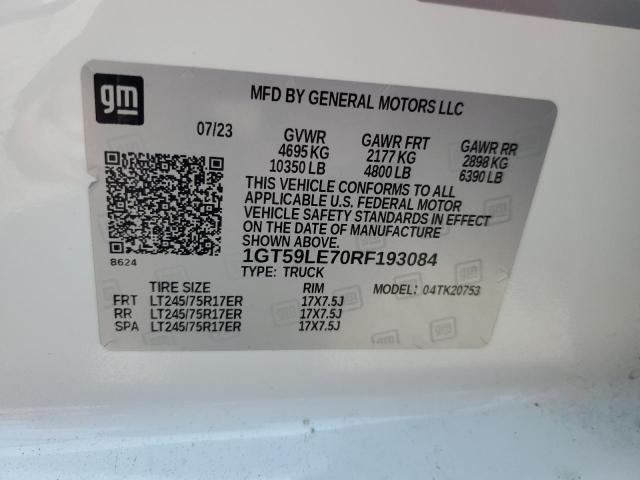 gm
MFD BY GENERAL MOTORS LLC
07/23 GVWR GAWR FRT GAWR RR
4695 KG 2177 KG 2898 KG
10350 LB 4800 LB 6390 LB
THIS VEHICLE CONFORMS TO ALL
APPLICABLE U.S. FEDERAL MOTOR
VEHICLE SAFETY STANDARDS IN EFFECT
ON THE DATE OF MANUFACTURE
SHOWN ABOVE.
8624 1GT59LE70RF193084
TYPE: TRUCK
TIRE SIZE RIM MODEL: 04TK20753
FRT LT245/75R17ER 17X7.5J
RR LT245/75R17ER 17X7.5J
SPA LT245/75R17ER 17X7.5J